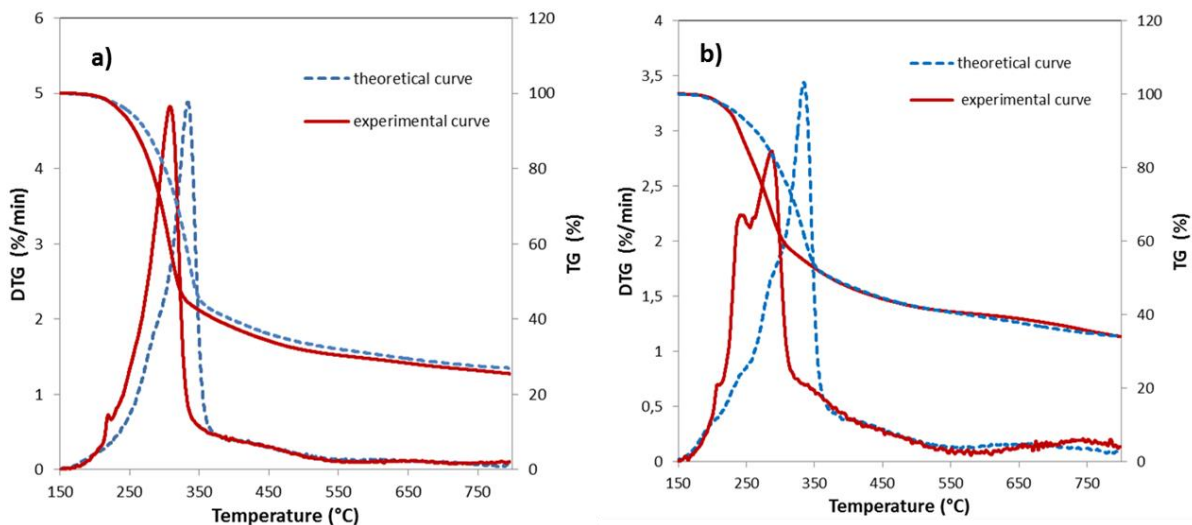 a)
6
5
4
3
2
1
0
DTG (%/min)
120
100
80
60
40
20
0
TG (%)
theoretical curve
experimental curve
150 250 350 450 550 650 750
Temperature (°C)
b)
4
3,5
3
2,5
2
1,5
1
0,5
0
DTG (%/min)
120
100
80
60
40
20
0
TG (%)
theoretical curve
experimental curve
150 250 350 450 550 650 750
Temperature (°C)